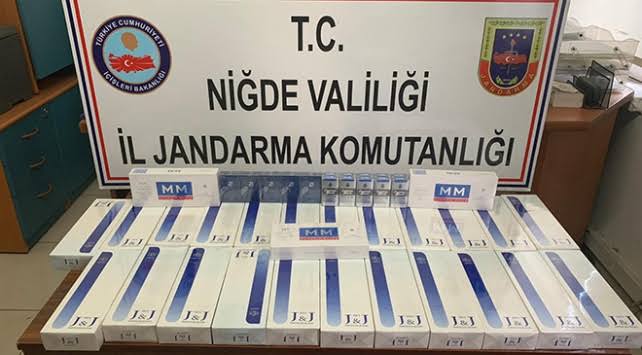 TÜRKİYE CUMHURİYETİ
İÇİŞLERİ BAKANLIĞI
T.C.
NİĞDE VALİLİĞİ
İL JANDARMA KOMUTANLIĞI
JANDARMA
MM
MM
MM
J&J
J&J
J&J
J&J
J&J
J&J
J&J
J&J
J&J
J&J